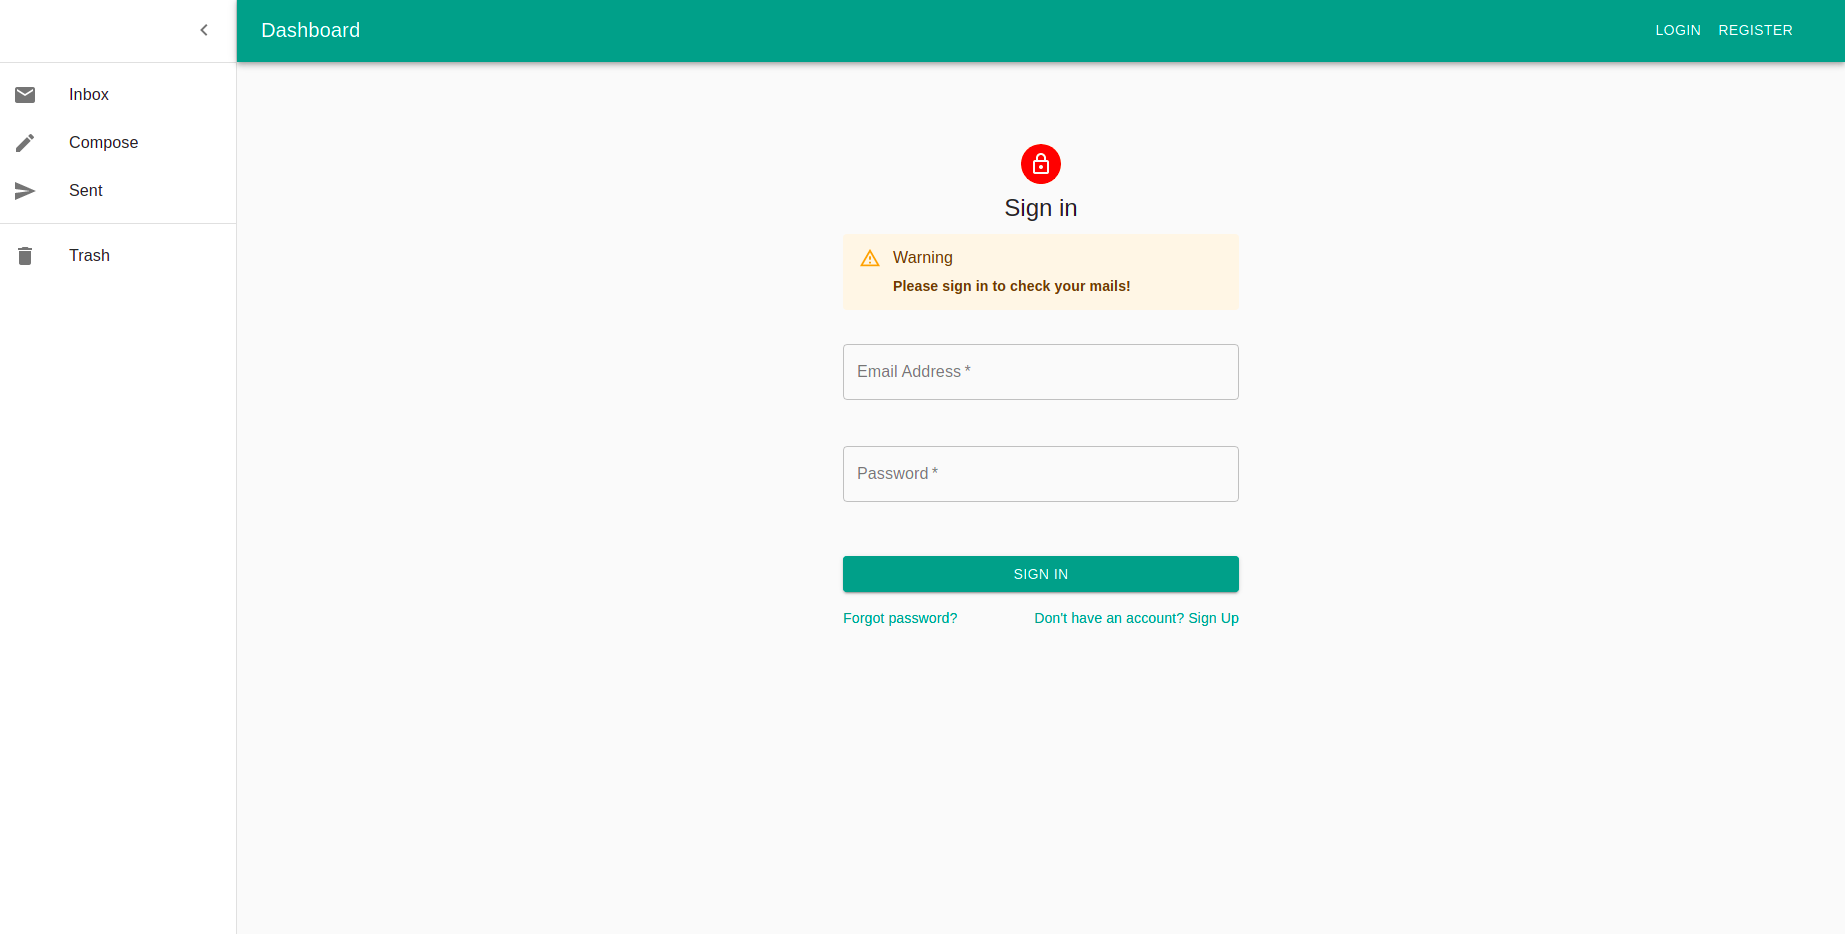 Dashboard
LOGIN
REGISTER
Inbox
Compose
Sent
Trash
Sign in
Warning
Please sign in to check your mails!
Email Address *
Password *
SIGN IN
Forgot password?
Don't have an account? Sign Up